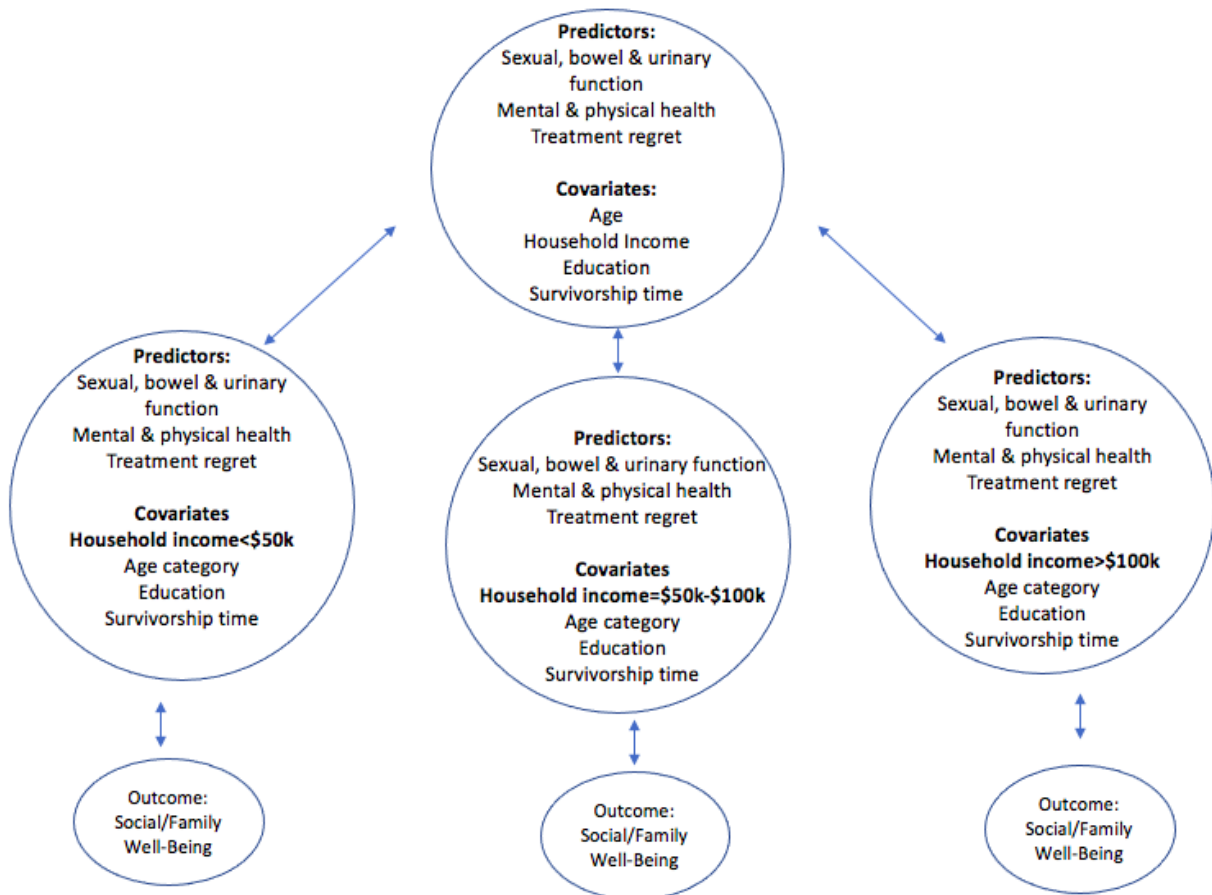 Predictors:
Sexual, bowel & urinary
function
Mental & physical health
Treatment regret
Covariates:
Age
Household Income
Education
Survivorship time
Predictors:
Sexual, bowel & urinary
function
Mental & physical health
Treatment regret
Covariates
Household income<$50k
Age category
Education
Survivorship time
Predictors:
Sexual, bowel & urinary function
Mental & physical health
Treatment regret
Covariates
Household income=$50k-$100k
Age category
Education
Survivorship time
Predictors:
Sexual, bowel & urinary
function
Mental & physical health
Treatment regret
Covariates
Household income>$100k
Age category
Education
Survivorship time
Outcome:
Social/Family
Well-Being
Outcome:
Social/Family
Well-Being
Outcome:
Social/Family
Well-Being